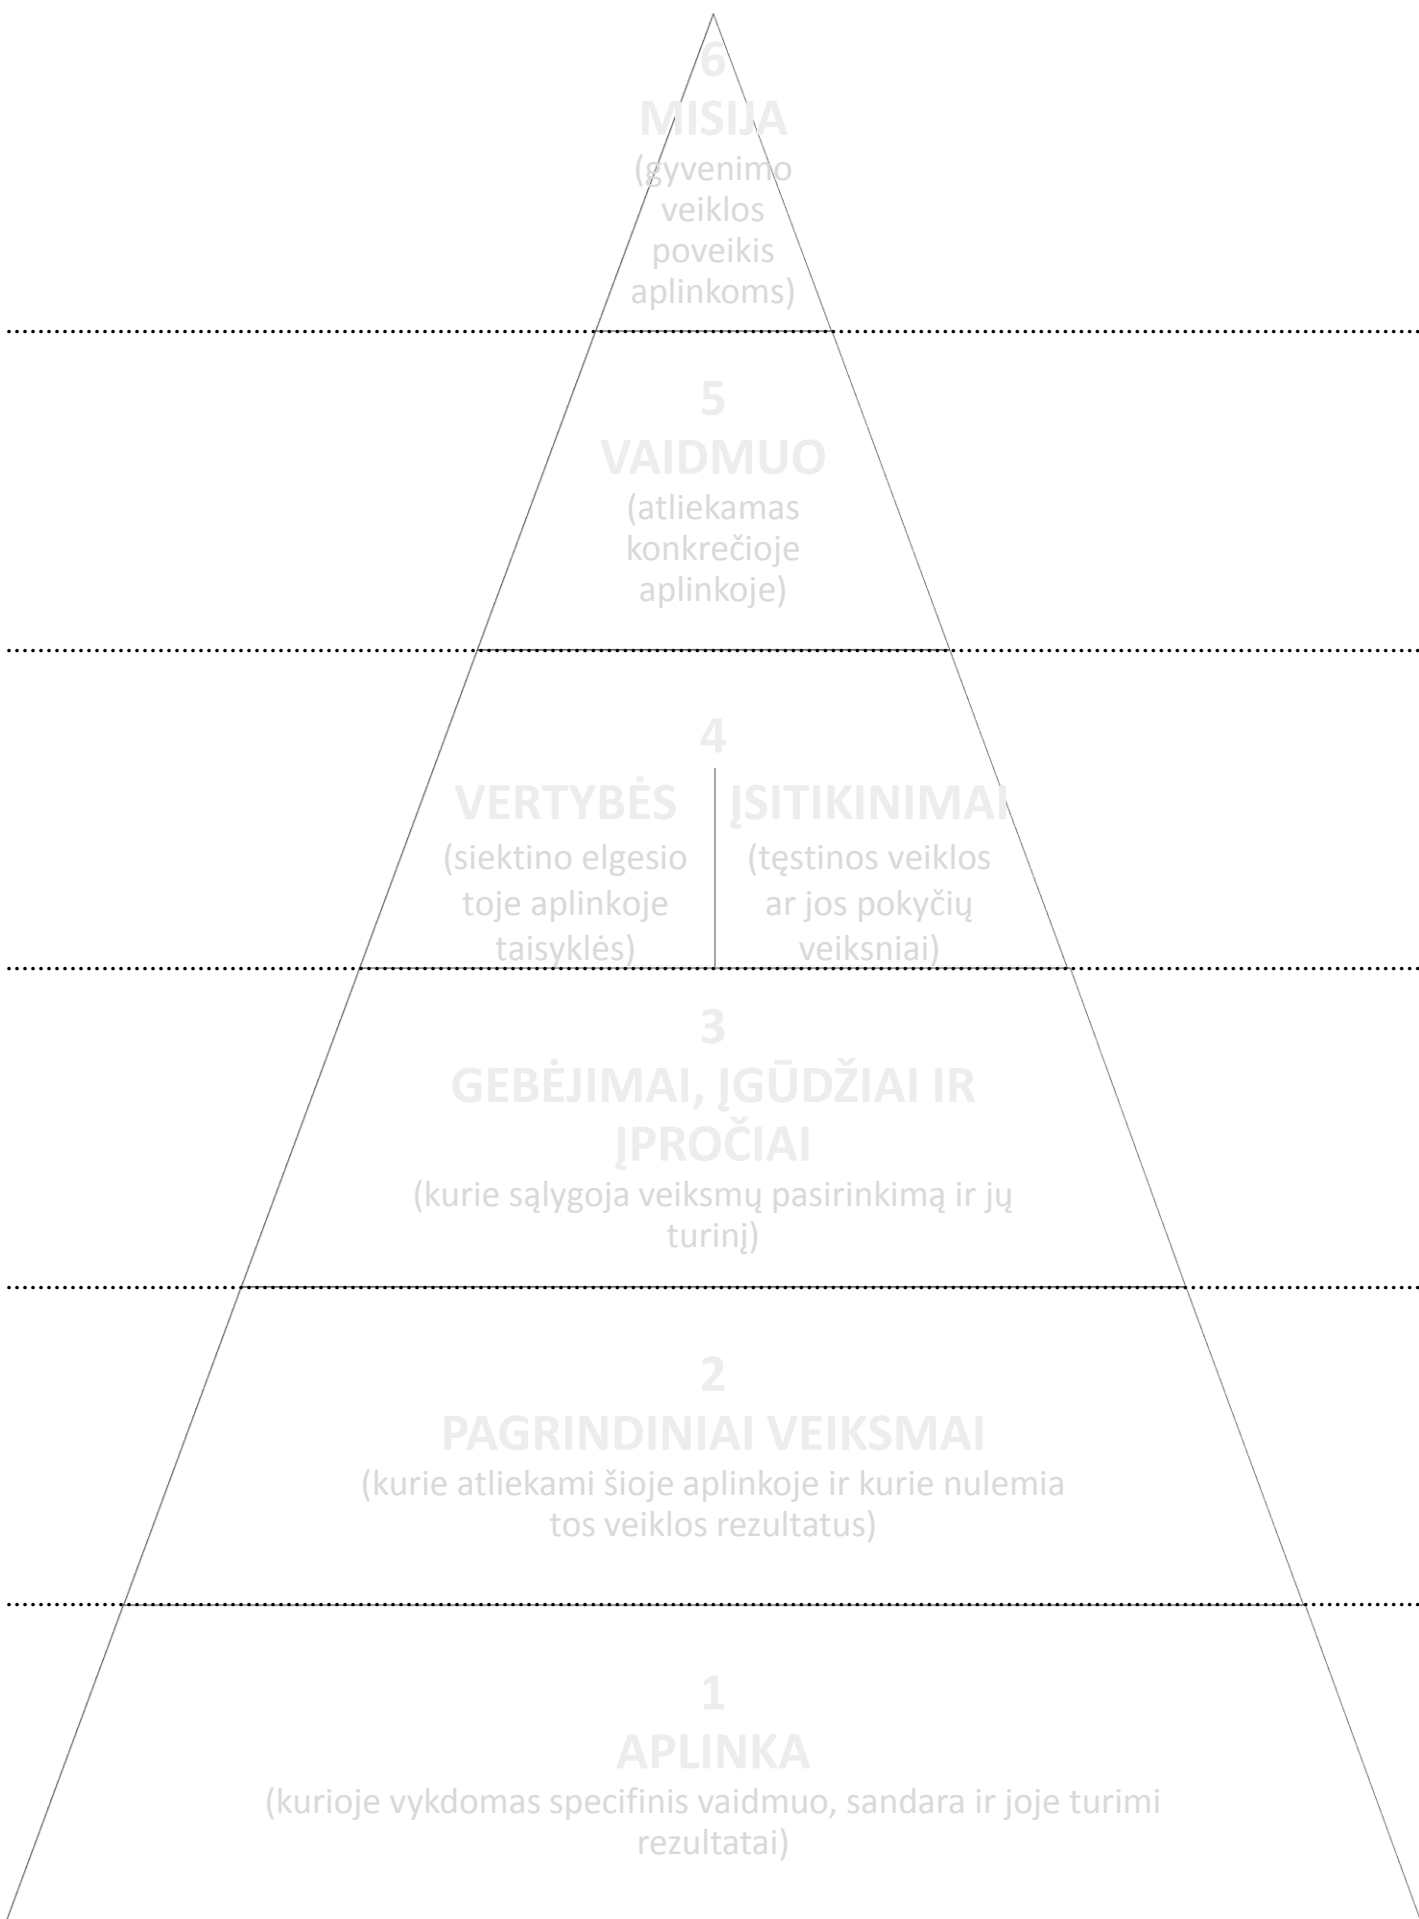 6
MISIJA
(gyvenimo
veiklos
poveikis
aplinkoms)
5
VAIDMUO
(atliekamas
konkrečioje
aplinkoje)
4
VERTYBĖS
(siektino elgesio
toje aplinkoje
taisyklės)
ĮSITIKINIMAI
(tęstinos veiklos
ar jos pokyčių
veiksniai)
3
GEBĖJIMAI, ĮGŪDŽIAI IR
ĮPROČIAI
(kurie sąlygoja veiksmų pasirinkimą ir jų
turinį)
2
PAGRINDINIAI VEIKSMAI
(kurie atliekami šioje aplinkoje ir kurie nulemia
tos veiklos rezultatus)
1
APLINKA
(kurioje vykdomas specifinis vaidmuo, sandara ir joje turimi
rezultatai)